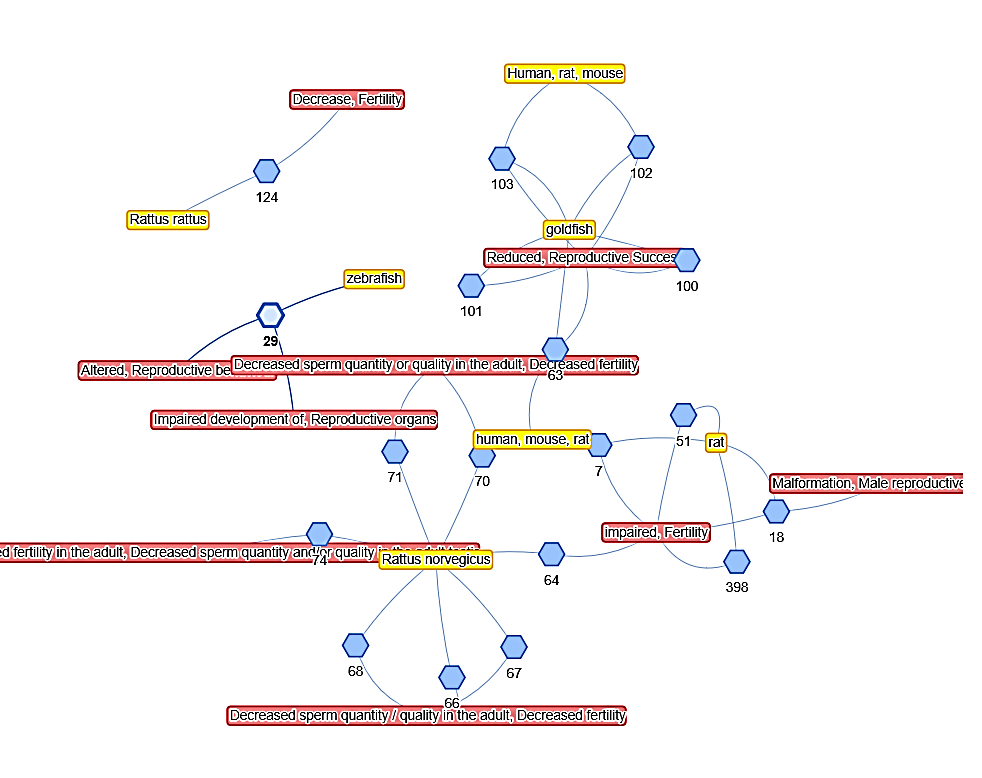 Human, rat, mouse
Decrease, Fertility
102
103
124
Rattus rattus
goldfish
Reduced, Reproductive Succes
zebrafish
100
101
29
Decreased sperm quantity or quality in the adult, Decreased fertility
Altered, Reproductive be
63
Impaired development of, Reproductive organs
human, mouse, rat
51
rat
7
71
70
Malformation, Male reproductive
impaired, Fertility
18
ed fertility in the adult, Decreased sperm quantity and/or quality in the adult
74
Rattus norvegicus
64
398
68
67
66
Decreased sperm quantity / quality in the adult, Decreased fertility